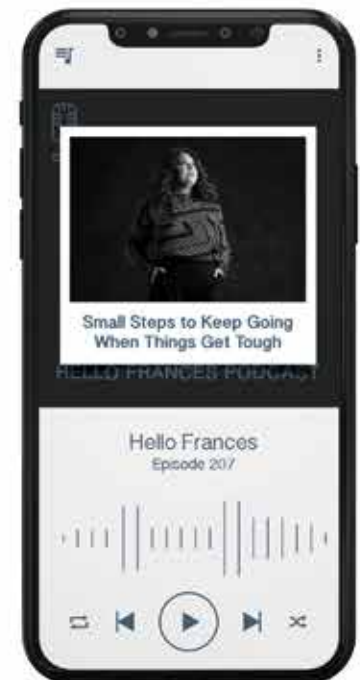 Small Steps to Keep Going
When Things Get Tough
HELLO FRANCES PODCAST
Hello Frances
Episode 207